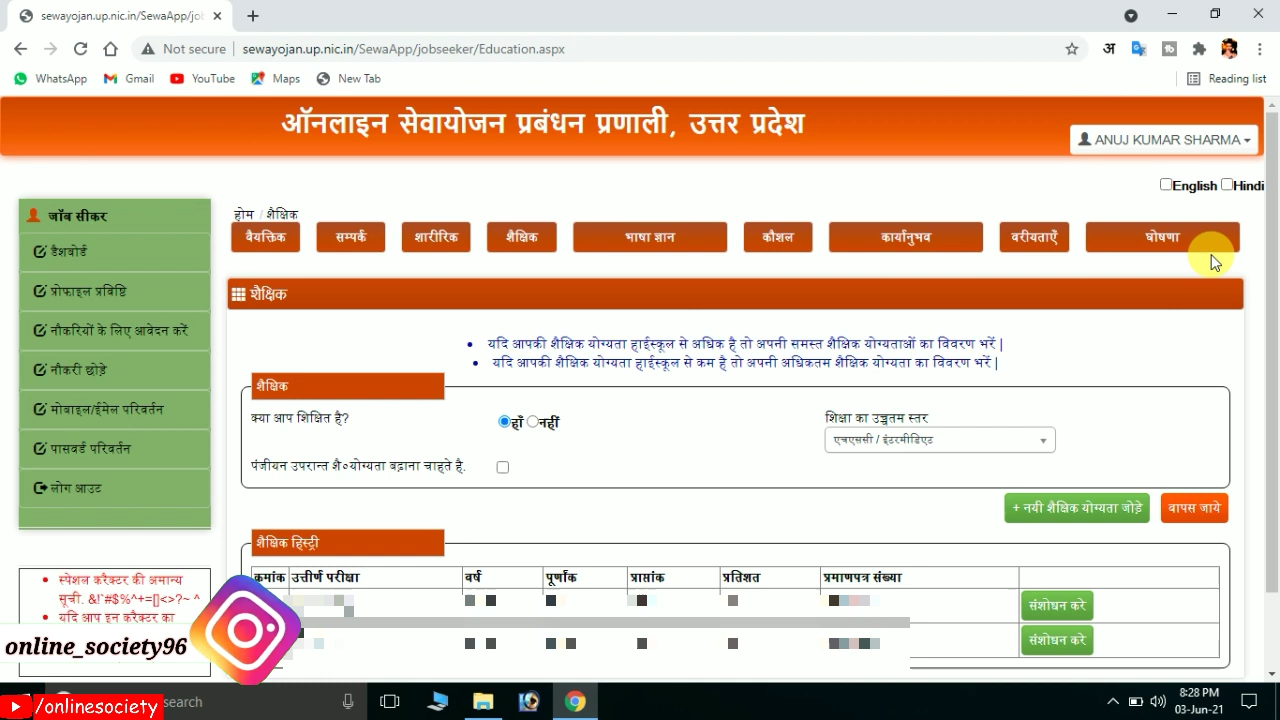 sewayojan.up.nic.in/SewaApp/job
Not secure sewayojan.up.nic.in/SewaApp/jobseeker/Education.aspx
अ
WhatsApp Gmail YouTube Maps New Tab Reading list
ऑनलाइन सेवायोजन प्रबंधन प्रणाली, उत्तर प्रदेश
ANUJ KUMAR SHARMA
English Hindi
जॉब सीकर
डैशबोर्ड
प्रोफाइल प्रविष्टि
नौकरियों के लिए आवेदन करें
नौकरी छोड़े
मोबाइल/ईमेल परिवर्तन
पासवर्ड परिवर्तन
लोग आउट
होम / शैक्षिक
वैयक्तिक सम्पर्क शारीरिक शैक्षिक भाषा ज्ञान कौशल कार्यानुभव वरीयताएँ घोषणा
शैक्षिक
यदि आपकी शैक्षिक योग्यता हाईस्कूल से अधिक है तो अपनी समस्त शैक्षिक योग्यताओं का विवरण भरें |
यदि आपकी शैक्षिक योग्यता हाईस्कूल से कम है तो अपनी अधिकतम शैक्षिक योग्यता का विवरण भरें |
शैक्षिक
क्या आप शिक्षित है? हाँ नहीं शिक्षा का उच्चतम स्तर
एचएससी / इंटरमीडिएट
पंजीयन उपरान्त शै०योग्यता बढ़ाना चाहते है.
+ नयी शैक्षिक योग्यता जोड़े वापस जाये
शैक्षिक हिस्ट्री
क्रमांक उत्तीर्ण परीक्षा वर्ष पूर्णांक प्राप्तांक प्रतिशत प्रमाणपत्र संख्या
संशोधन करे
संशोधन करे
स्पेशल करैक्टर की अमान्य
सूची. &!`#$%^+=[]<>?~ ^
यदि आप इन करैक्टर का
online_society96
/onlinesociety
search
8:28 PM
03-Jun-21